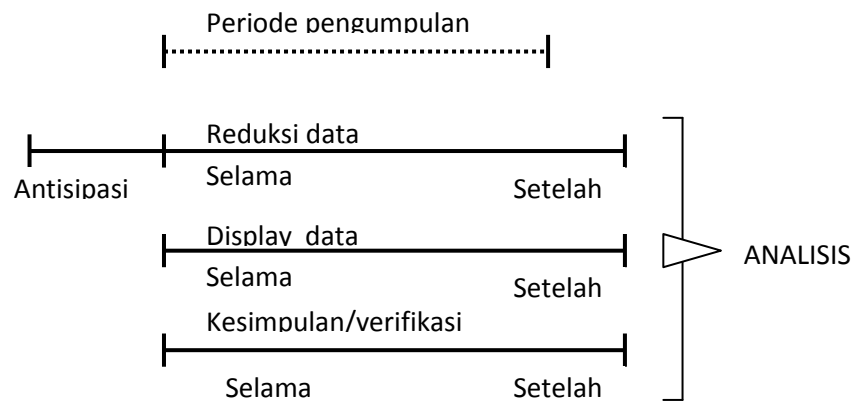 Periode pengumpulan
Reduksi data
Antisipasi Selama Setelah
Display data
Selama Setelah
ANALISIS
Kesimpulan/verifikasi
Selama Setelah